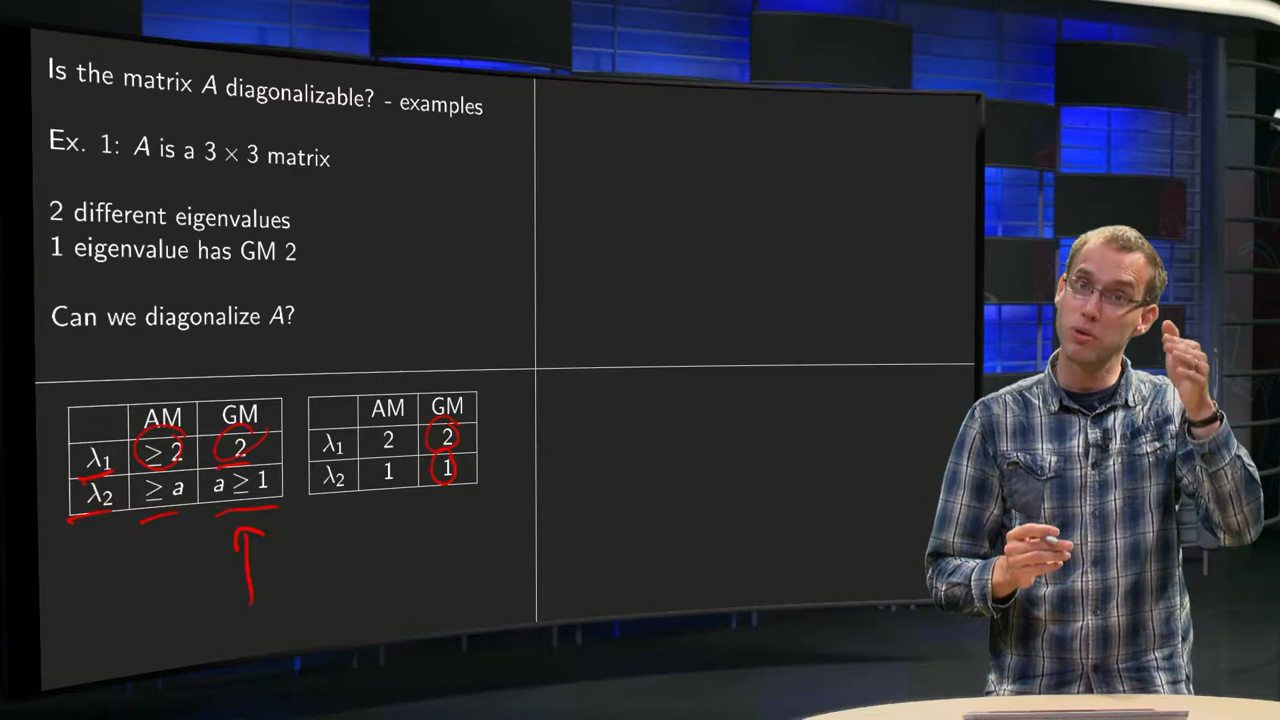 Is the matrix A diagonalizable? - examples
Ex. 1: A is a 3 × 3 matrix
2 different eigenvalues
1 eigenvalue has GM 2
Can we diagonalize A?
AM GM
λ₁ ≥ 2 2
λ₂ ≥ a a ≥ 1
AM GM
λ₁ 2 2
λ₂ 1 1